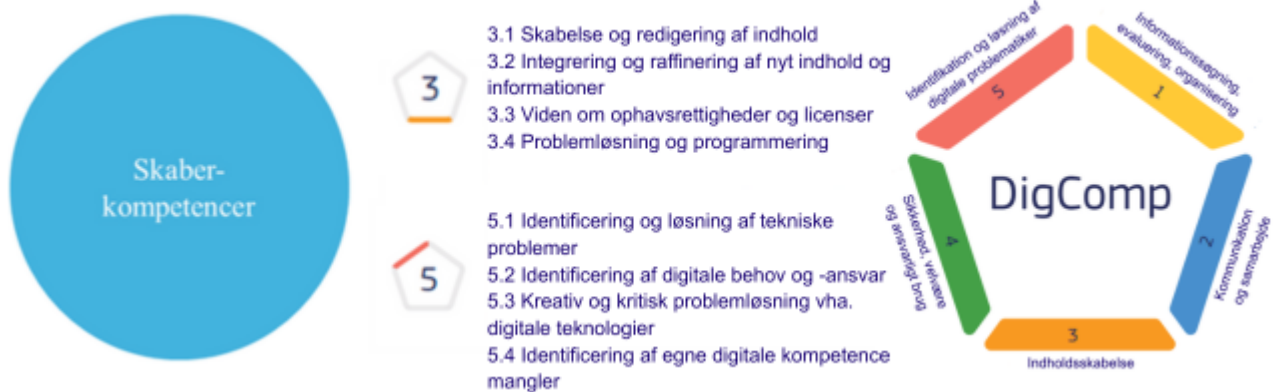 Skaber-
kompetencer
3
3.1 Skabelse og redigering af indhold
3.2 Integrering og raffinering af nyt indhold og
informationer
3.3 Viden om ophavsrettigheder og licenser
3.4 Problemløsning og programmering
5
5.1 Identificering og løsning af tekniske
problemer
5.2 Identificering af digitale behov og -ansvar
5.3 Kreativ og kritisk problemløsning vha.
digitale teknologier
5.4 Identificering af egne digitale kompetence
mangler
DigComp
Informationssøgning,
evaluering, organisering
1
Kommunikation
og samarbejde
2
3
Indholdsskabelse
Sikkerhed, velvære
og ansvarligt brug
4
Identifikation og løsning af
digitale problematiker
5